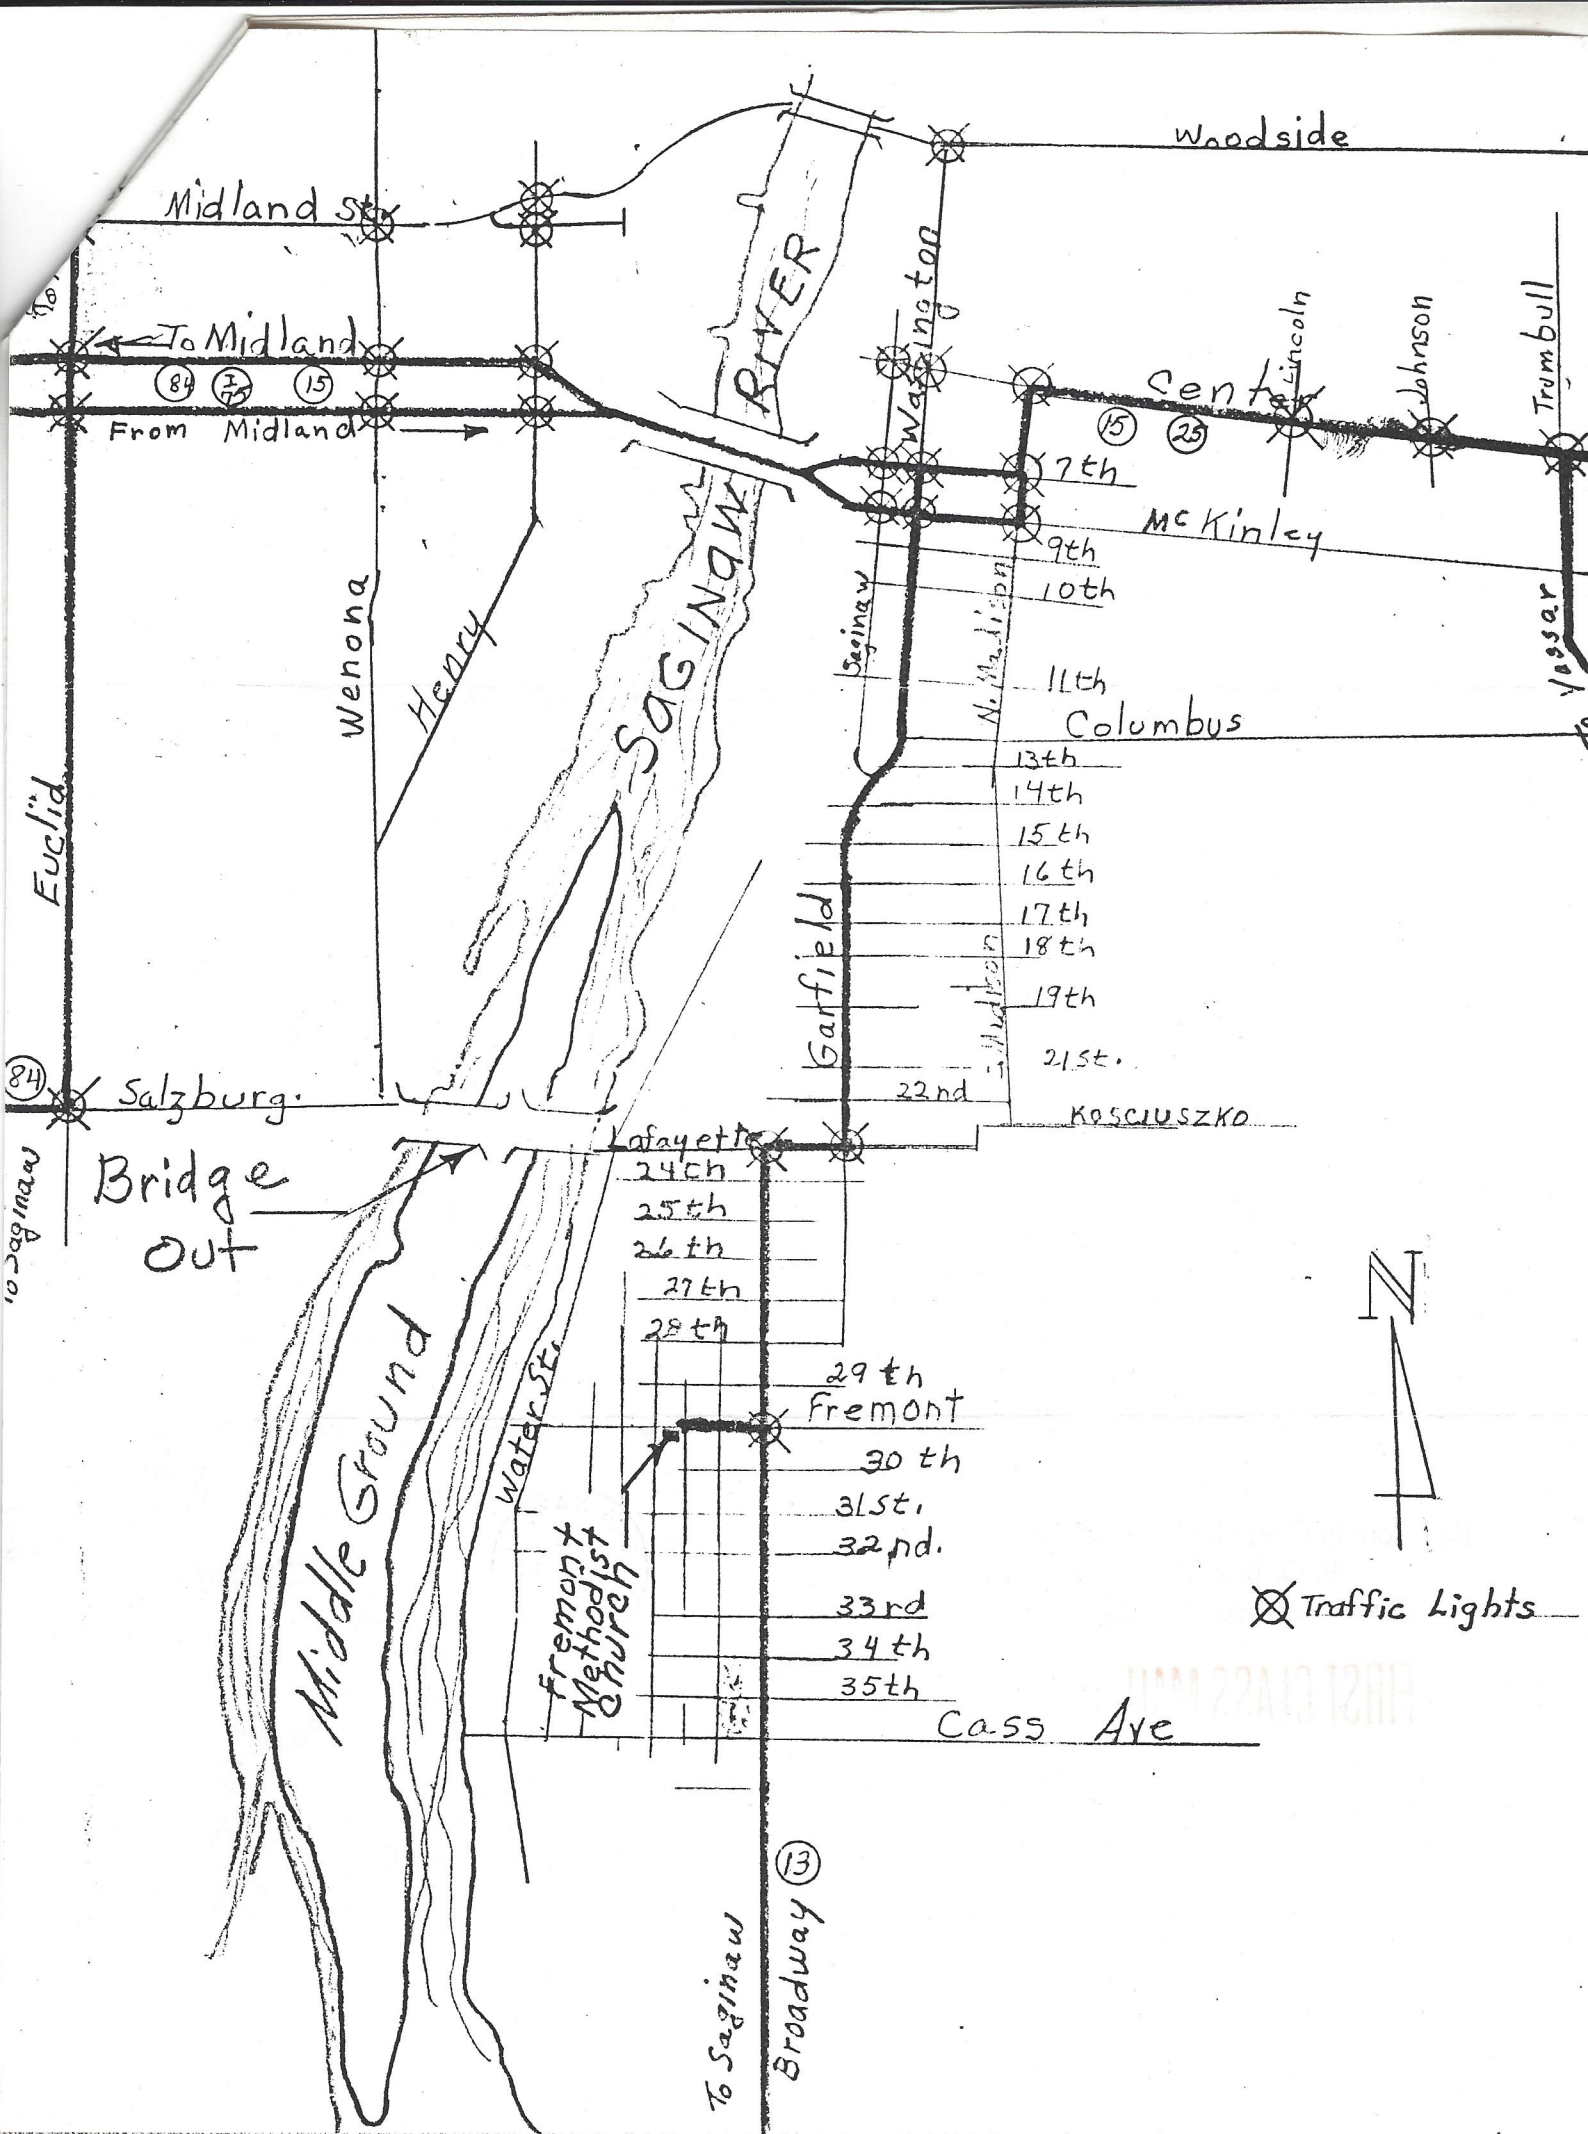 Woodside
Midland St.
Washington
RIVER
SAGINAW
To Midland
84 I 75 15
From Midland
Center
Lincoln
Johnson
Trumbull
15 25
7th
McKinley
9th
10th
Saginaw
N. Madison
Vassar
11th
Columbus
13th
14th
15th
16th
17th
18th
19th
21st.
22nd
KOSCIUSZKO
Wenona
Henry
Euclid
Garfield
84
Salzburg.
To Saginaw
Bridge
Out
Lafayette
24th
25th
26th
27th
28th
29th
Fremont
30th
31st.
32nd.
33rd
34th
35th
Cass Ave
Water St.
Middle Ground
Fremont
Methodist
Church
N
Traffic Lights
FIRST CLASS MAIL
13
To Saginaw
Broadway